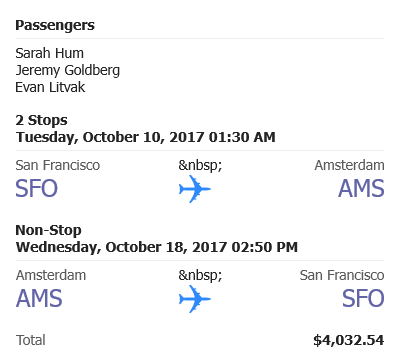 Passengers
Sarah Hum
Jeremy Goldberg
Evan Litvak
2 Stops
Tuesday, October 10, 2017 01:30 AM
San Francisco &nbsp; Amsterdam
SFO AMS
Non-Stop
Wednesday, October 18, 2017 02:50 PM
Amsterdam &nbsp; San Francisco
AMS SFO
Total $4,032.54